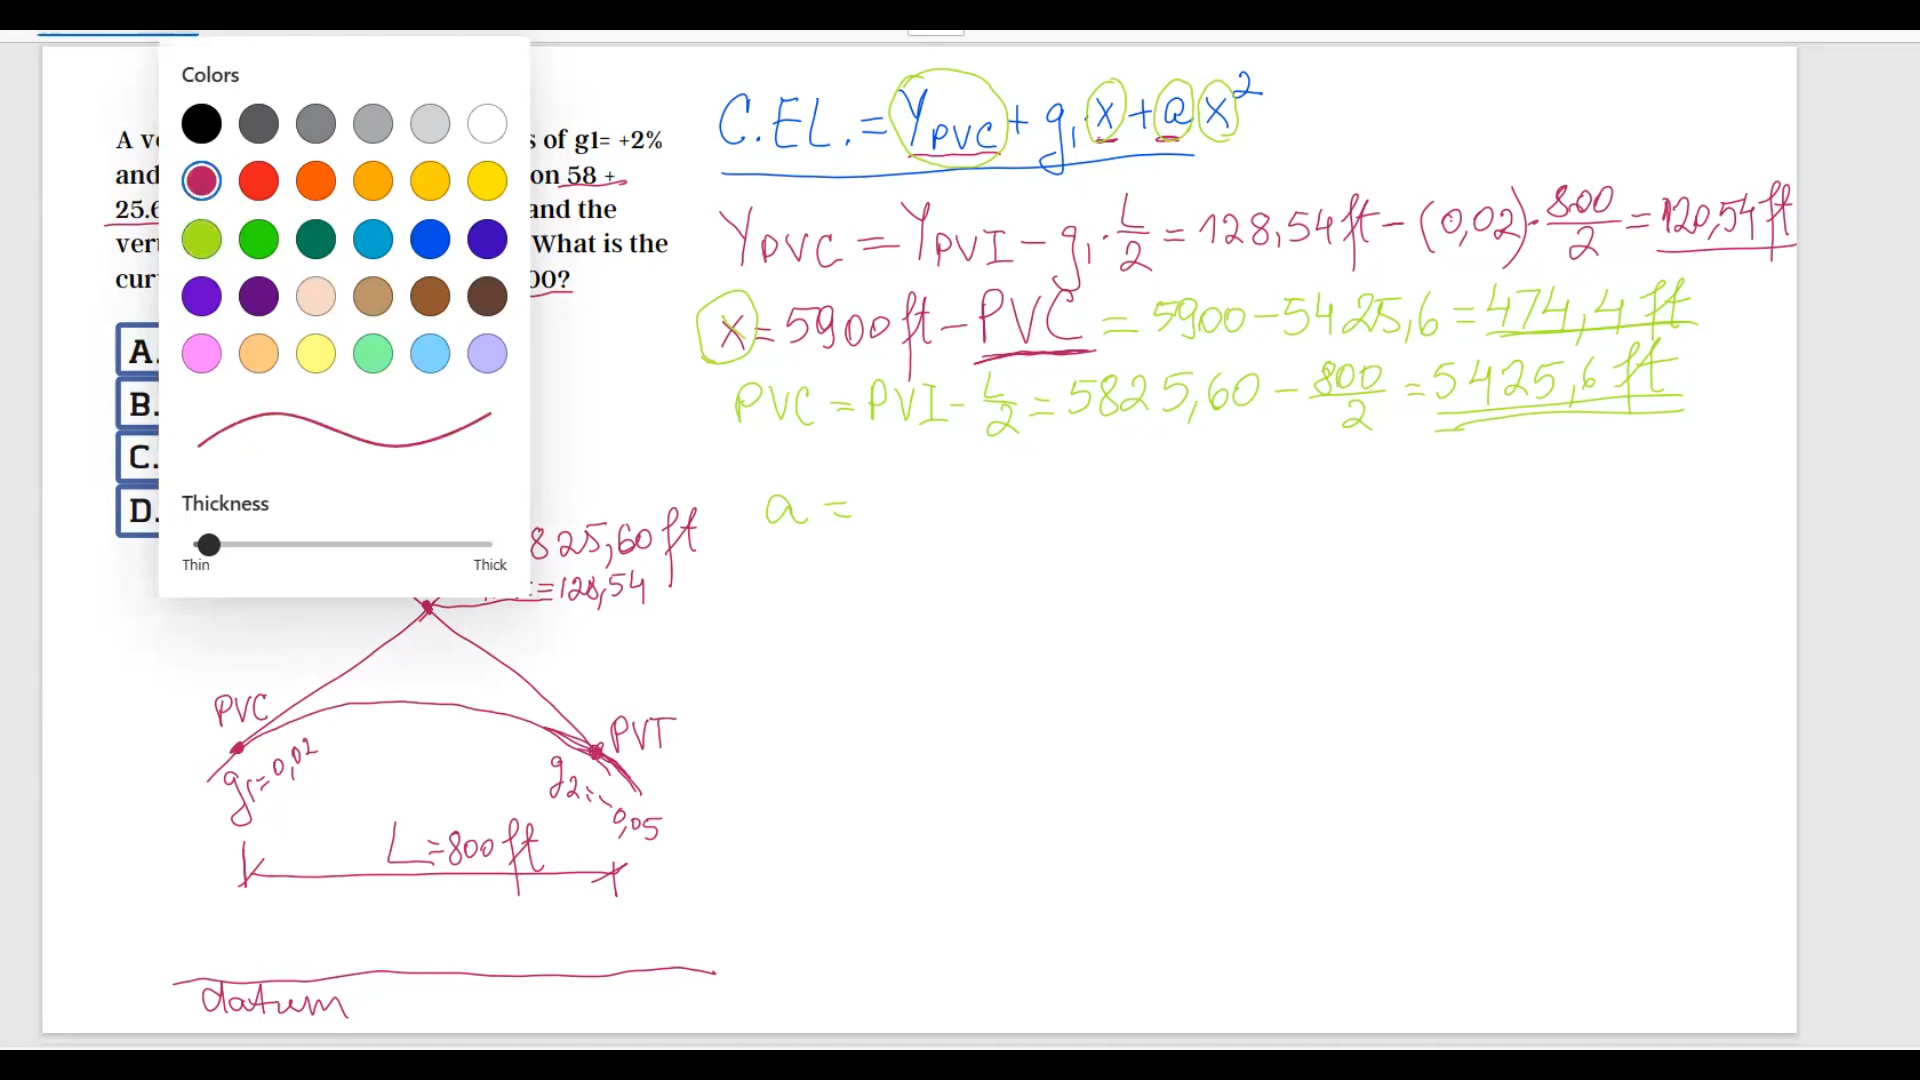 Colors
Thickness
Thin Thick
A ve s of g1= +2%
and on 58 +
25.6 and the
ver What is the
cur 00?
A.
B.
C.
D.
C.EL. = Y_PVC + g₁·x + a x²
Y_PVC = Y_PVI - g₁·L/2 = 128,54 ft - (0,02)·800/2 = 120,54 ft
x = 5900 ft - PVC = 5900 - 5425,6 = 474,4 ft
PVC = PVI - L/2 = 5825,60 - 800/2 = 5425,6 ft
a =
825,60 ft
= 128,54
PVC
PVT
g₁=0,02
g₂=-0,05
L=800 ft
datum